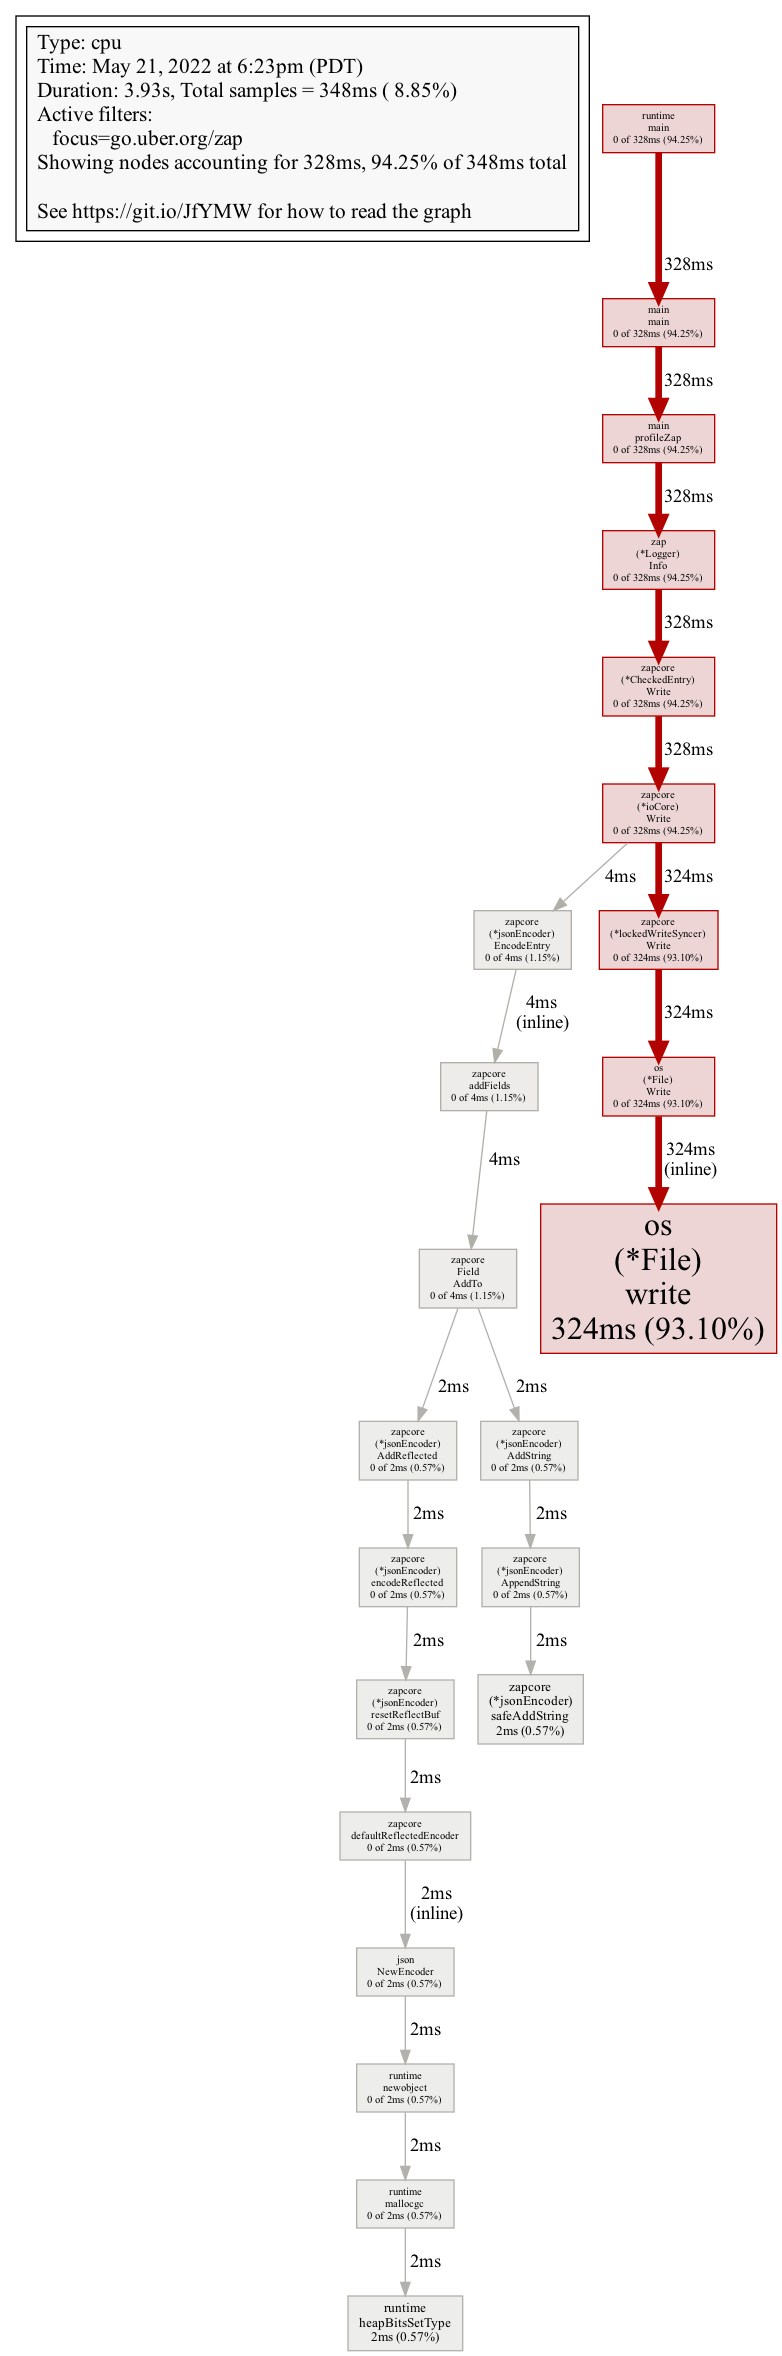 Type: cpu
Time: May 21, 2022 at 6:23pm (PDT)
Duration: 3.93s, Total samples = 348ms ( 8.85%)
Active filters:
focus=go.uber.org/zap
Showing nodes accounting for 328ms, 94.25% of 348ms total
See https://git.io/JfYMW for how to read the graph
runtime
main
0 of 328ms (94.25%)
328ms
main
main
0 of 328ms (94.25%)
328ms
main
profileZap
0 of 328ms (94.25%)
328ms
zap
(*Logger)
Info
0 of 328ms (94.25%)
328ms
zapcore
(*CheckedEntry)
Write
0 of 328ms (94.25%)
328ms
zapcore
(*ioCore)
Write
0 of 328ms (94.25%)
4ms
324ms
zapcore
(*jsonEncoder)
EncodeEntry
0 of 4ms (1.15%)
zapcore
(*lockedWriteSyncer)
Write
0 of 324ms (93.10%)
4ms
(inline)
324ms
zapcore
addFields
0 of 4ms (1.15%)
os
(*File)
Write
0 of 324ms (93.10%)
4ms
324ms
(inline)
os
(*File)
write
324ms (93.10%)
zapcore
Field
AddTo
0 of 4ms (1.15%)
2ms
2ms
zapcore
(*jsonEncoder)
AddReflected
0 of 2ms (0.57%)
zapcore
(*jsonEncoder)
AddString
0 of 2ms (0.57%)
2ms
2ms
zapcore
(*jsonEncoder)
encodeReflected
0 of 2ms (0.57%)
zapcore
(*jsonEncoder)
AppendString
0 of 2ms (0.57%)
2ms
2ms
zapcore
(*jsonEncoder)
resetReflectBuf
0 of 2ms (0.57%)
zapcore
(*jsonEncoder)
safeAddString
2ms (0.57%)
2ms
zapcore
defaultReflectedEncoder
0 of 2ms (0.57%)
2ms
(inline)
json
NewEncoder
0 of 2ms (0.57%)
2ms
runtime
newobject
0 of 2ms (0.57%)
2ms
runtime
mallocgc
0 of 2ms (0.57%)
2ms
runtime
heapBitsSetType
2ms (0.57%)